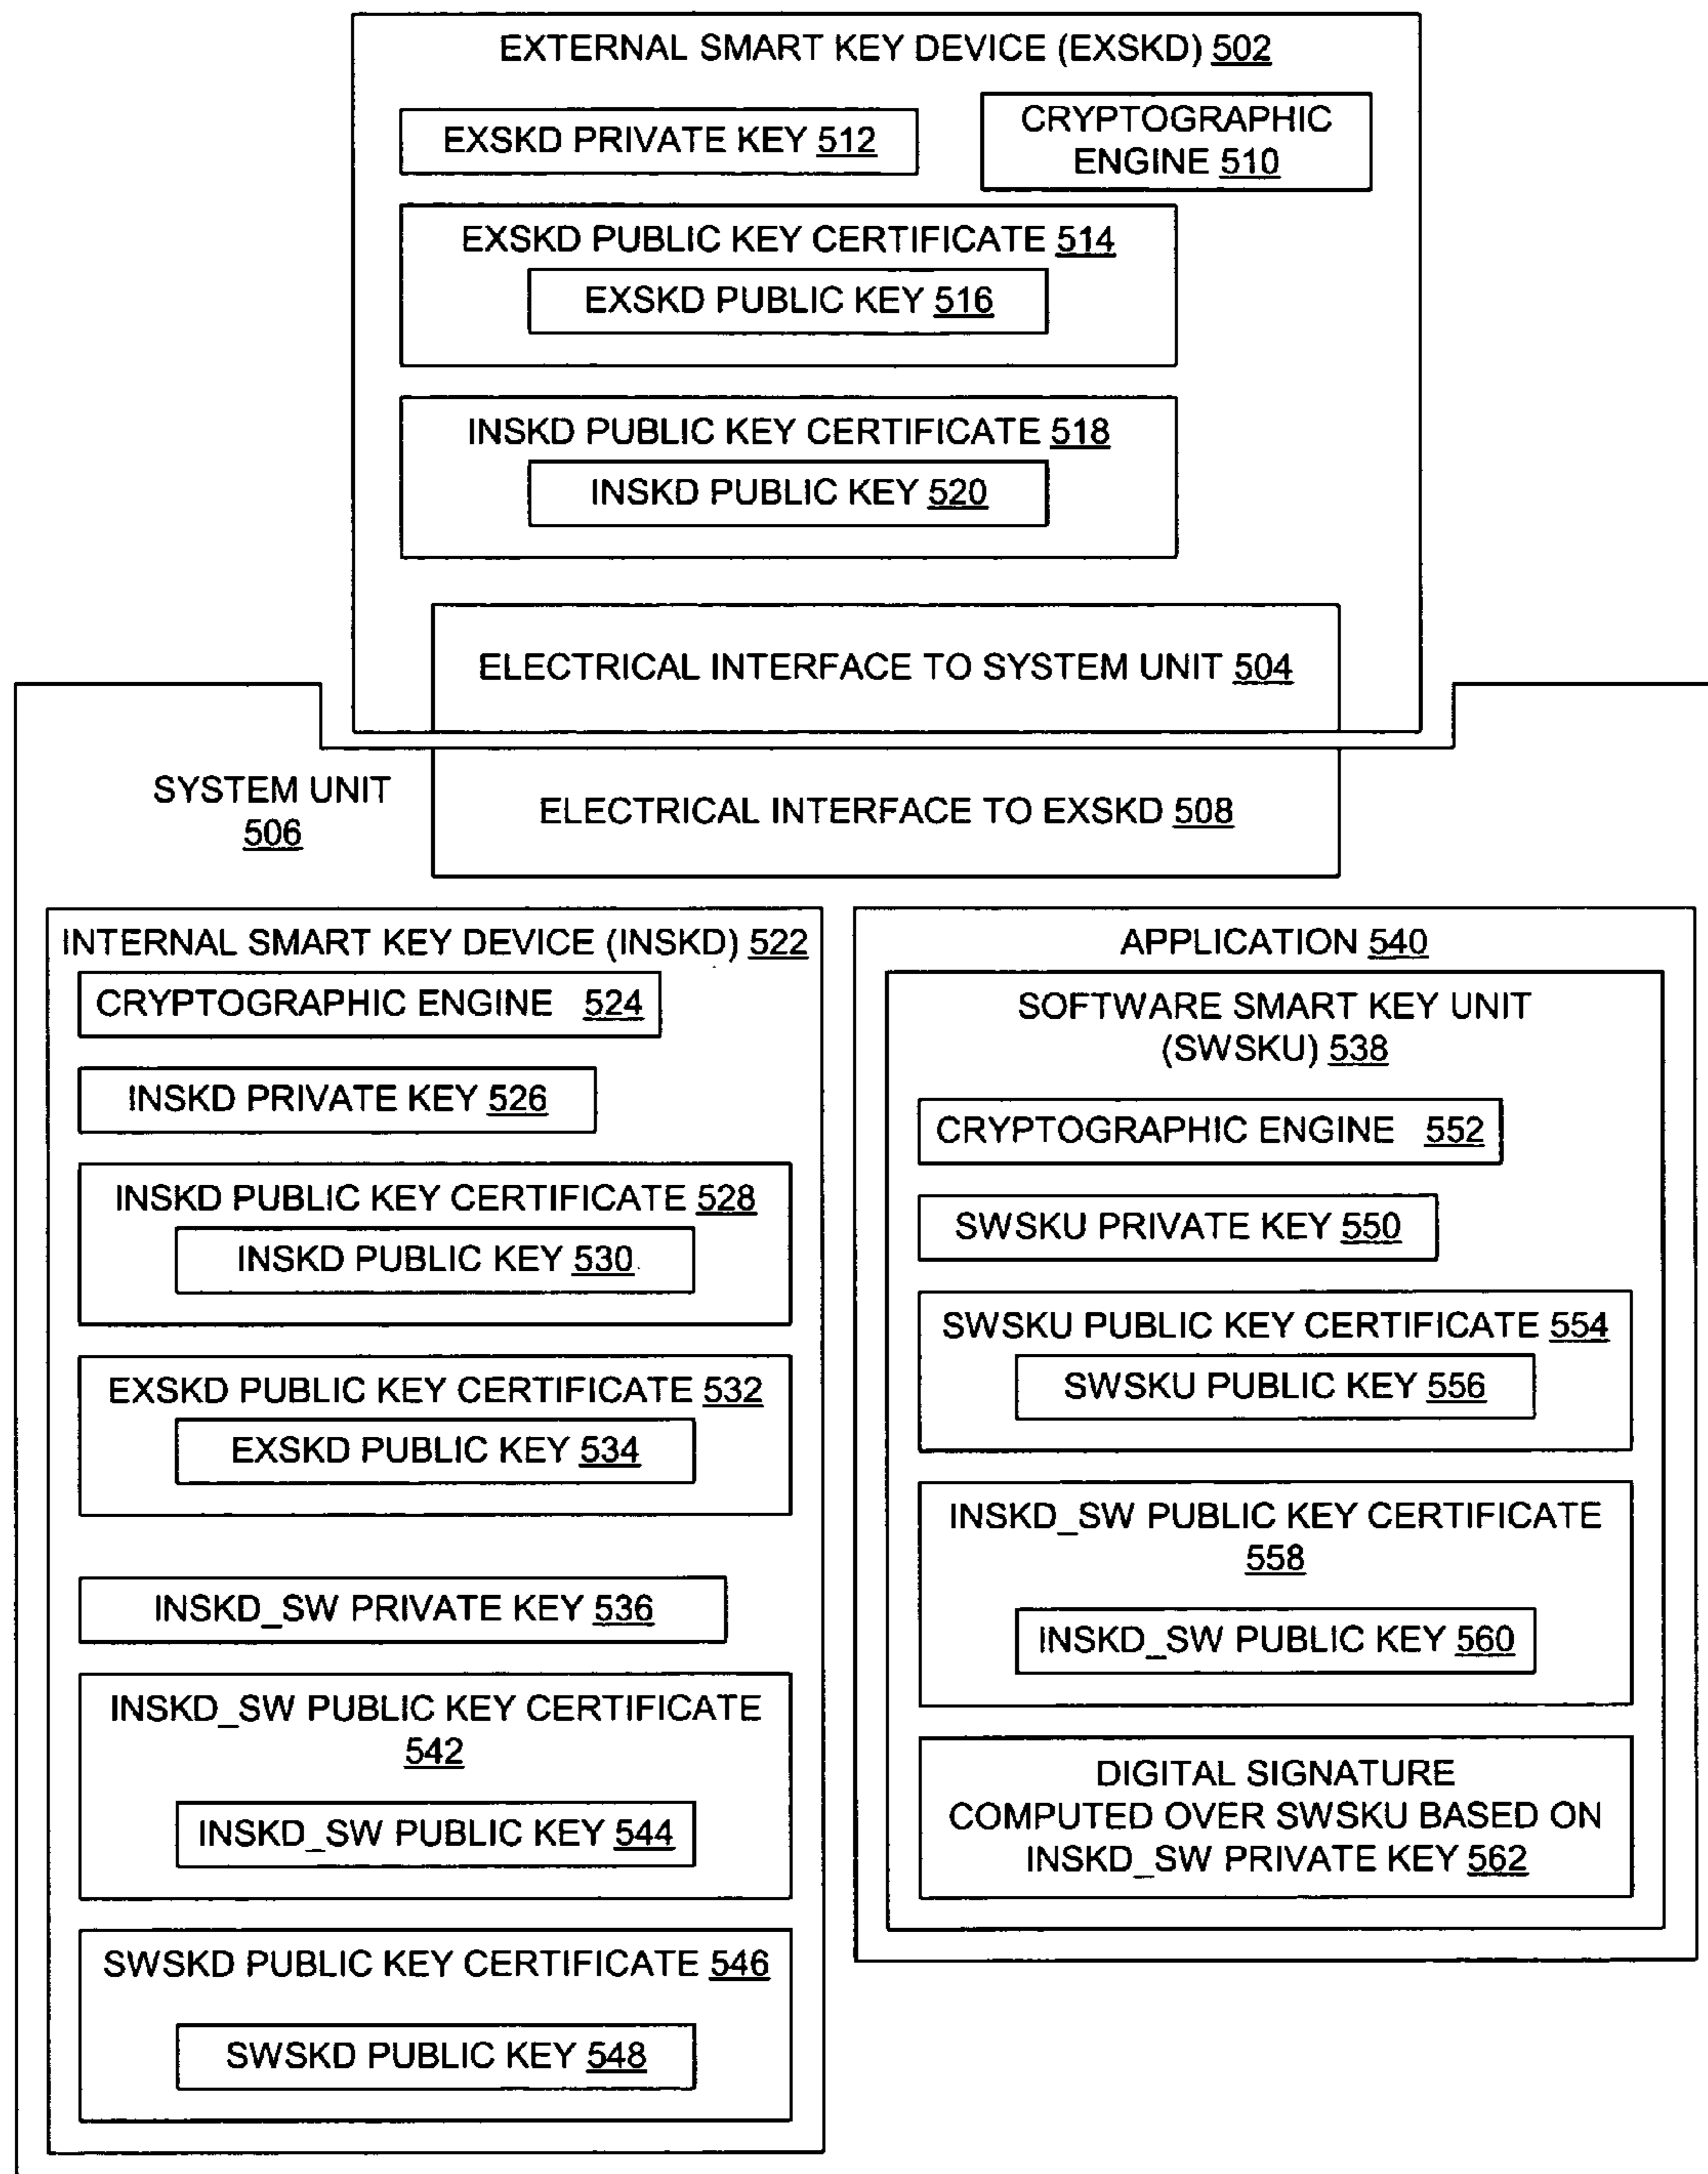 EXTERNAL SMART KEY DEVICE (EXSKD) 502
EXSKD PRIVATE KEY 512
CRYPTOGRAPHIC
ENGINE 510
EXSKD PUBLIC KEY CERTIFICATE 514
EXSKD PUBLIC KEY 516
INSKD PUBLIC KEY CERTIFICATE 518
INSKD PUBLIC KEY 520
ELECTRICAL INTERFACE TO SYSTEM UNIT 504
SYSTEM UNIT
506
ELECTRICAL INTERFACE TO EXSKD 508
INTERNAL SMART KEY DEVICE (INSKD) 522
CRYPTOGRAPHIC ENGINE 524
INSKD PRIVATE KEY 526
INSKD PUBLIC KEY CERTIFICATE 528
INSKD PUBLIC KEY 530
EXSKD PUBLIC KEY CERTIFICATE 532
EXSKD PUBLIC KEY 534
INSKD_SW PRIVATE KEY 536
INSKD_SW PUBLIC KEY CERTIFICATE
542
INSKD_SW PUBLIC KEY 544
SWSKD PUBLIC KEY CERTIFICATE 546
SWSKD PUBLIC KEY 548
APPLICATION 540
SOFTWARE SMART KEY UNIT
(SWSKU) 538
CRYPTOGRAPHIC ENGINE 552
SWSKU PRIVATE KEY 550
SWSKU PUBLIC KEY CERTIFICATE 554
SWSKU PUBLIC KEY 556
INSKD_SW PUBLIC KEY CERTIFICATE
558
INSKD_SW PUBLIC KEY 560
DIGITAL SIGNATURE
COMPUTED OVER SWSKU BASED ON
INSKD_SW PRIVATE KEY 562